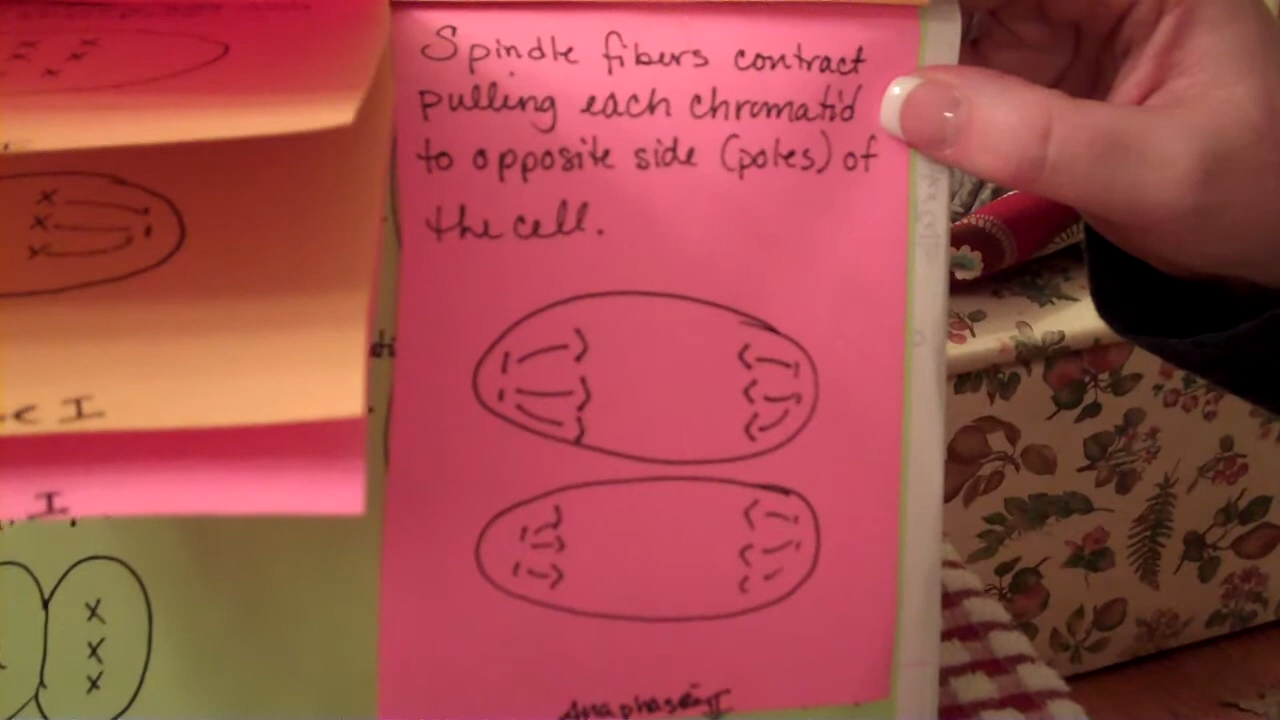 Spindle fibers contract
pulling each chromatid
to opposite side (poles) of
the cell.
I
I
Anaphase II